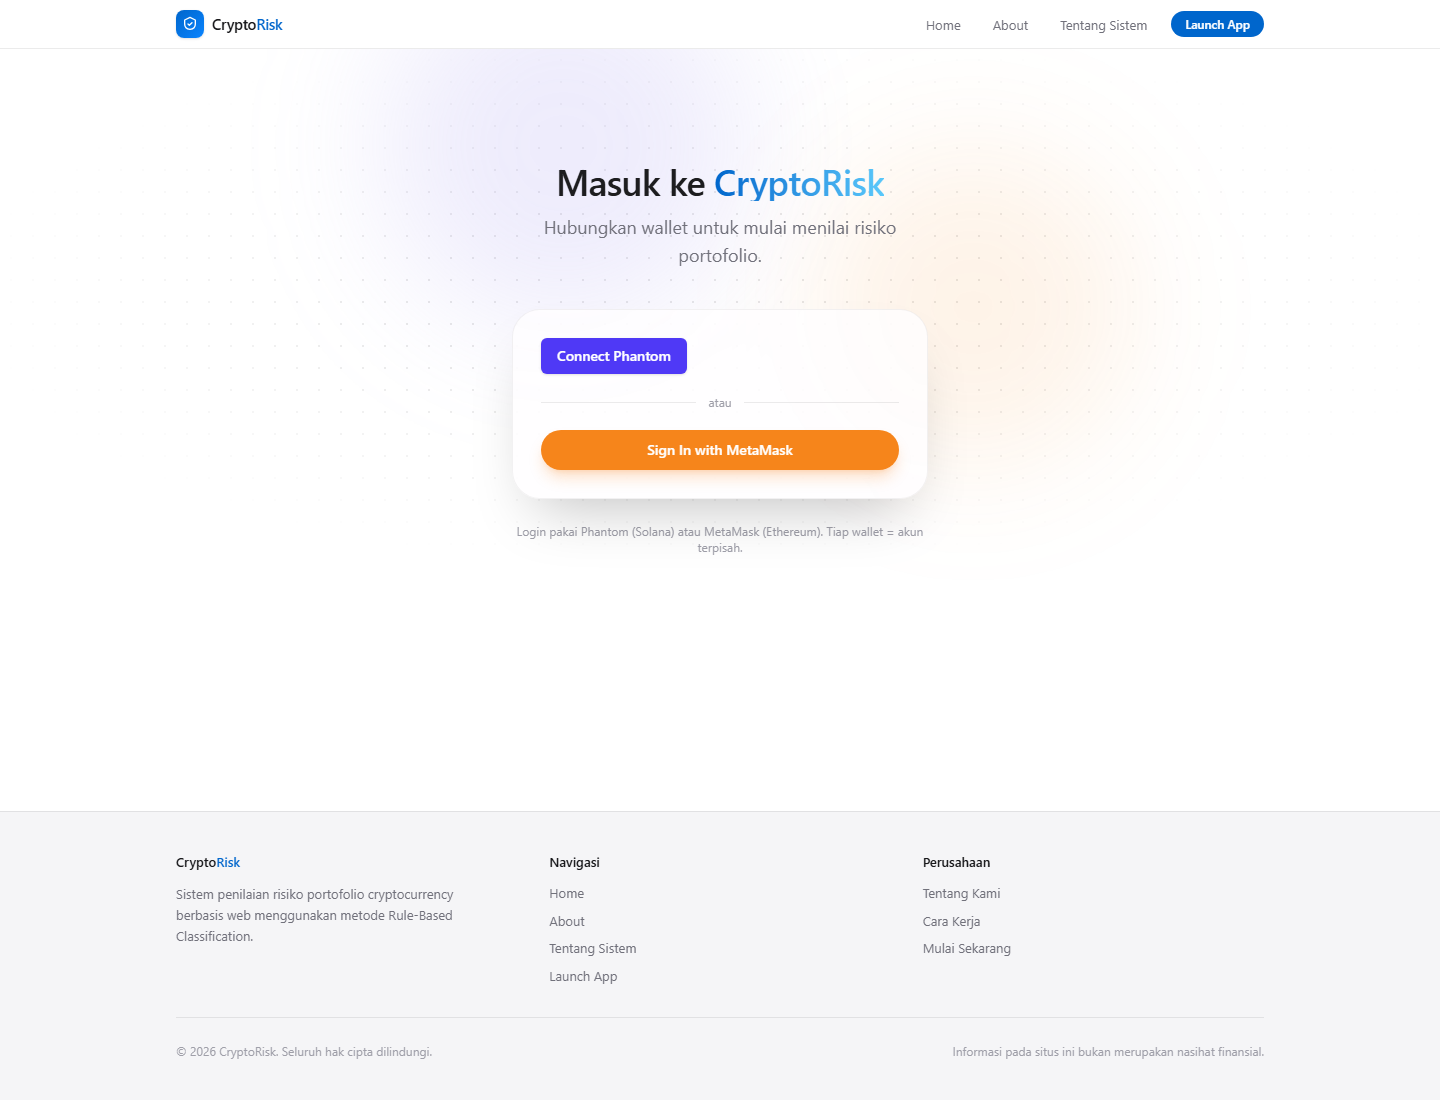 CryptoRisk
Home
About
Tentang Sistem
Launch App
Masuk ke CryptoRisk
Hubungkan wallet untuk mulai menilai risiko
portofolio.
Connect Phantom
atau
Sign In with MetaMask
Login pakai Phantom (Solana) atau MetaMask (Ethereum). Tiap wallet = akun
terpisah.
CryptoRisk
Sistem penilaian risiko portofolio cryptocurrency
berbasis web menggunakan metode Rule-Based
Classification.
Navigasi
Home
About
Tentang Sistem
Launch App
Perusahaan
Tentang Kami
Cara Kerja
Mulai Sekarang
© 2026 CryptoRisk. Seluruh hak cipta dilindungi.
Informasi pada situs ini bukan merupakan nasihat finansial.